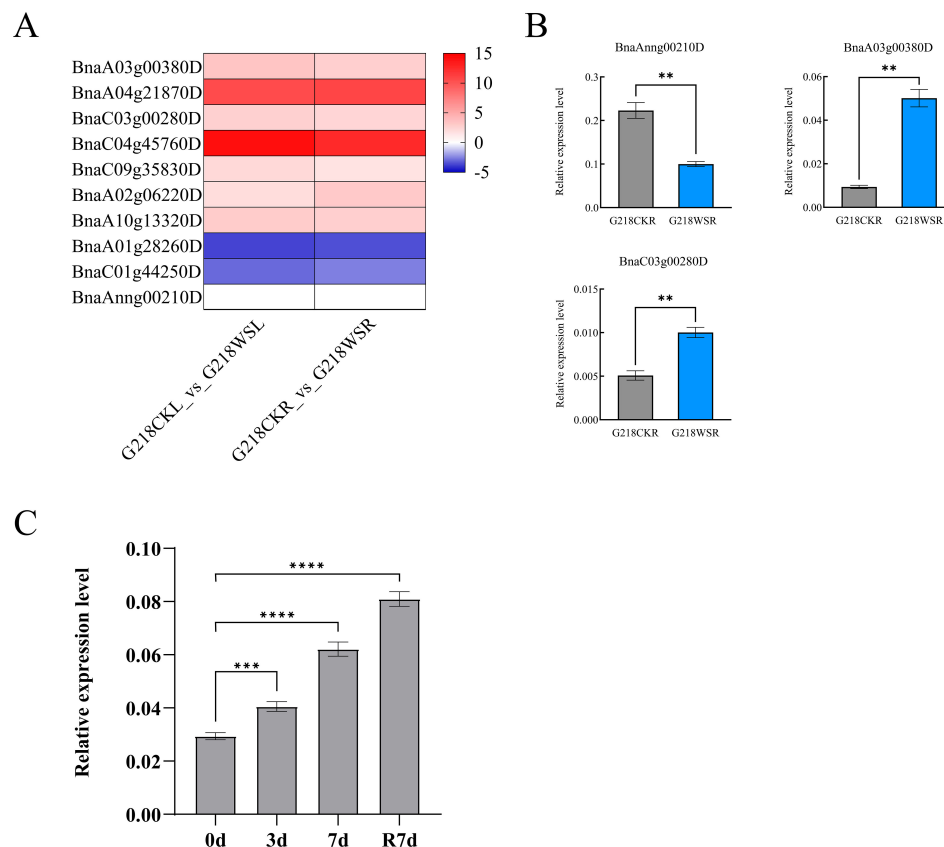 A
BnaA03g00380D
BnaA04g21870D
BnaC03g00280D
BnaC04g45760D
BnaC09g35830D
BnaA02g06220D
BnaA10g13320D
BnaA01g28260D
BnaC01g44250D
BnaAnng00210D
G218CKL_vs_G218WSL
G218CKR_vs_G218WSR
15
10
5
0
-5
B
BnaAnng00210D
Relative expression level
0.3
0.2
0.1
0.0
**
G218CKR G218WSR
BnaA03g00380D
Relative expression level
0.06
0.04
0.02
0.00
**
G218CKR G218WSR
BnaC03g00280D
Relative expression level
0.015
0.010
0.005
0.000
**
G218CKR G218WSR
C
Relative expression level
0.10
0.08
0.06
0.04
0.02
0.00
****
****
***
0d 3d 7d R7d